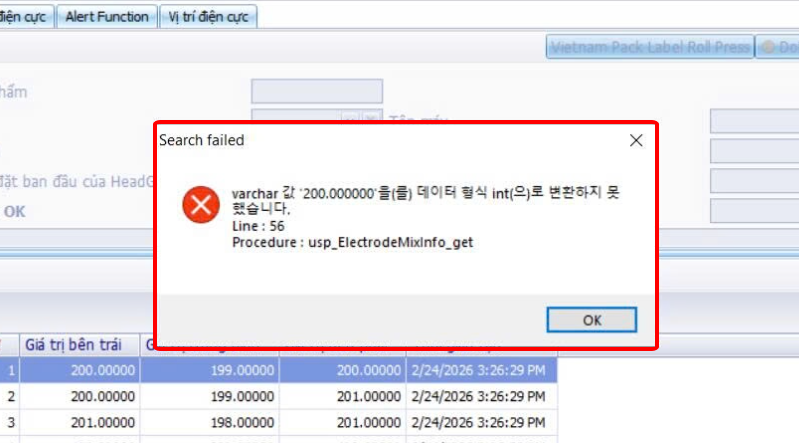 điện cực
Alert Function
Vị trí điện cực
Vietnam Pack Label Roll Press
Do
hẩm
đặt ban đầu của HeadG
OK
Search failed
varchar 값 '200.000000'을(를) 데이터 형식 int(으)로 변환하지 못
했습니다.
Line : 56
Procedure : usp_ElectrodeMixInfo_get
OK
Giá trị bên trái
1 200.00000 199.00000 200.00000 2/24/2026 3:26:29 PM
2 200.00000 199.00000 201.00000 2/24/2026 3:26:29 PM
3 201.00000 198.00000 201.00000 2/24/2026 3:26:29 PM